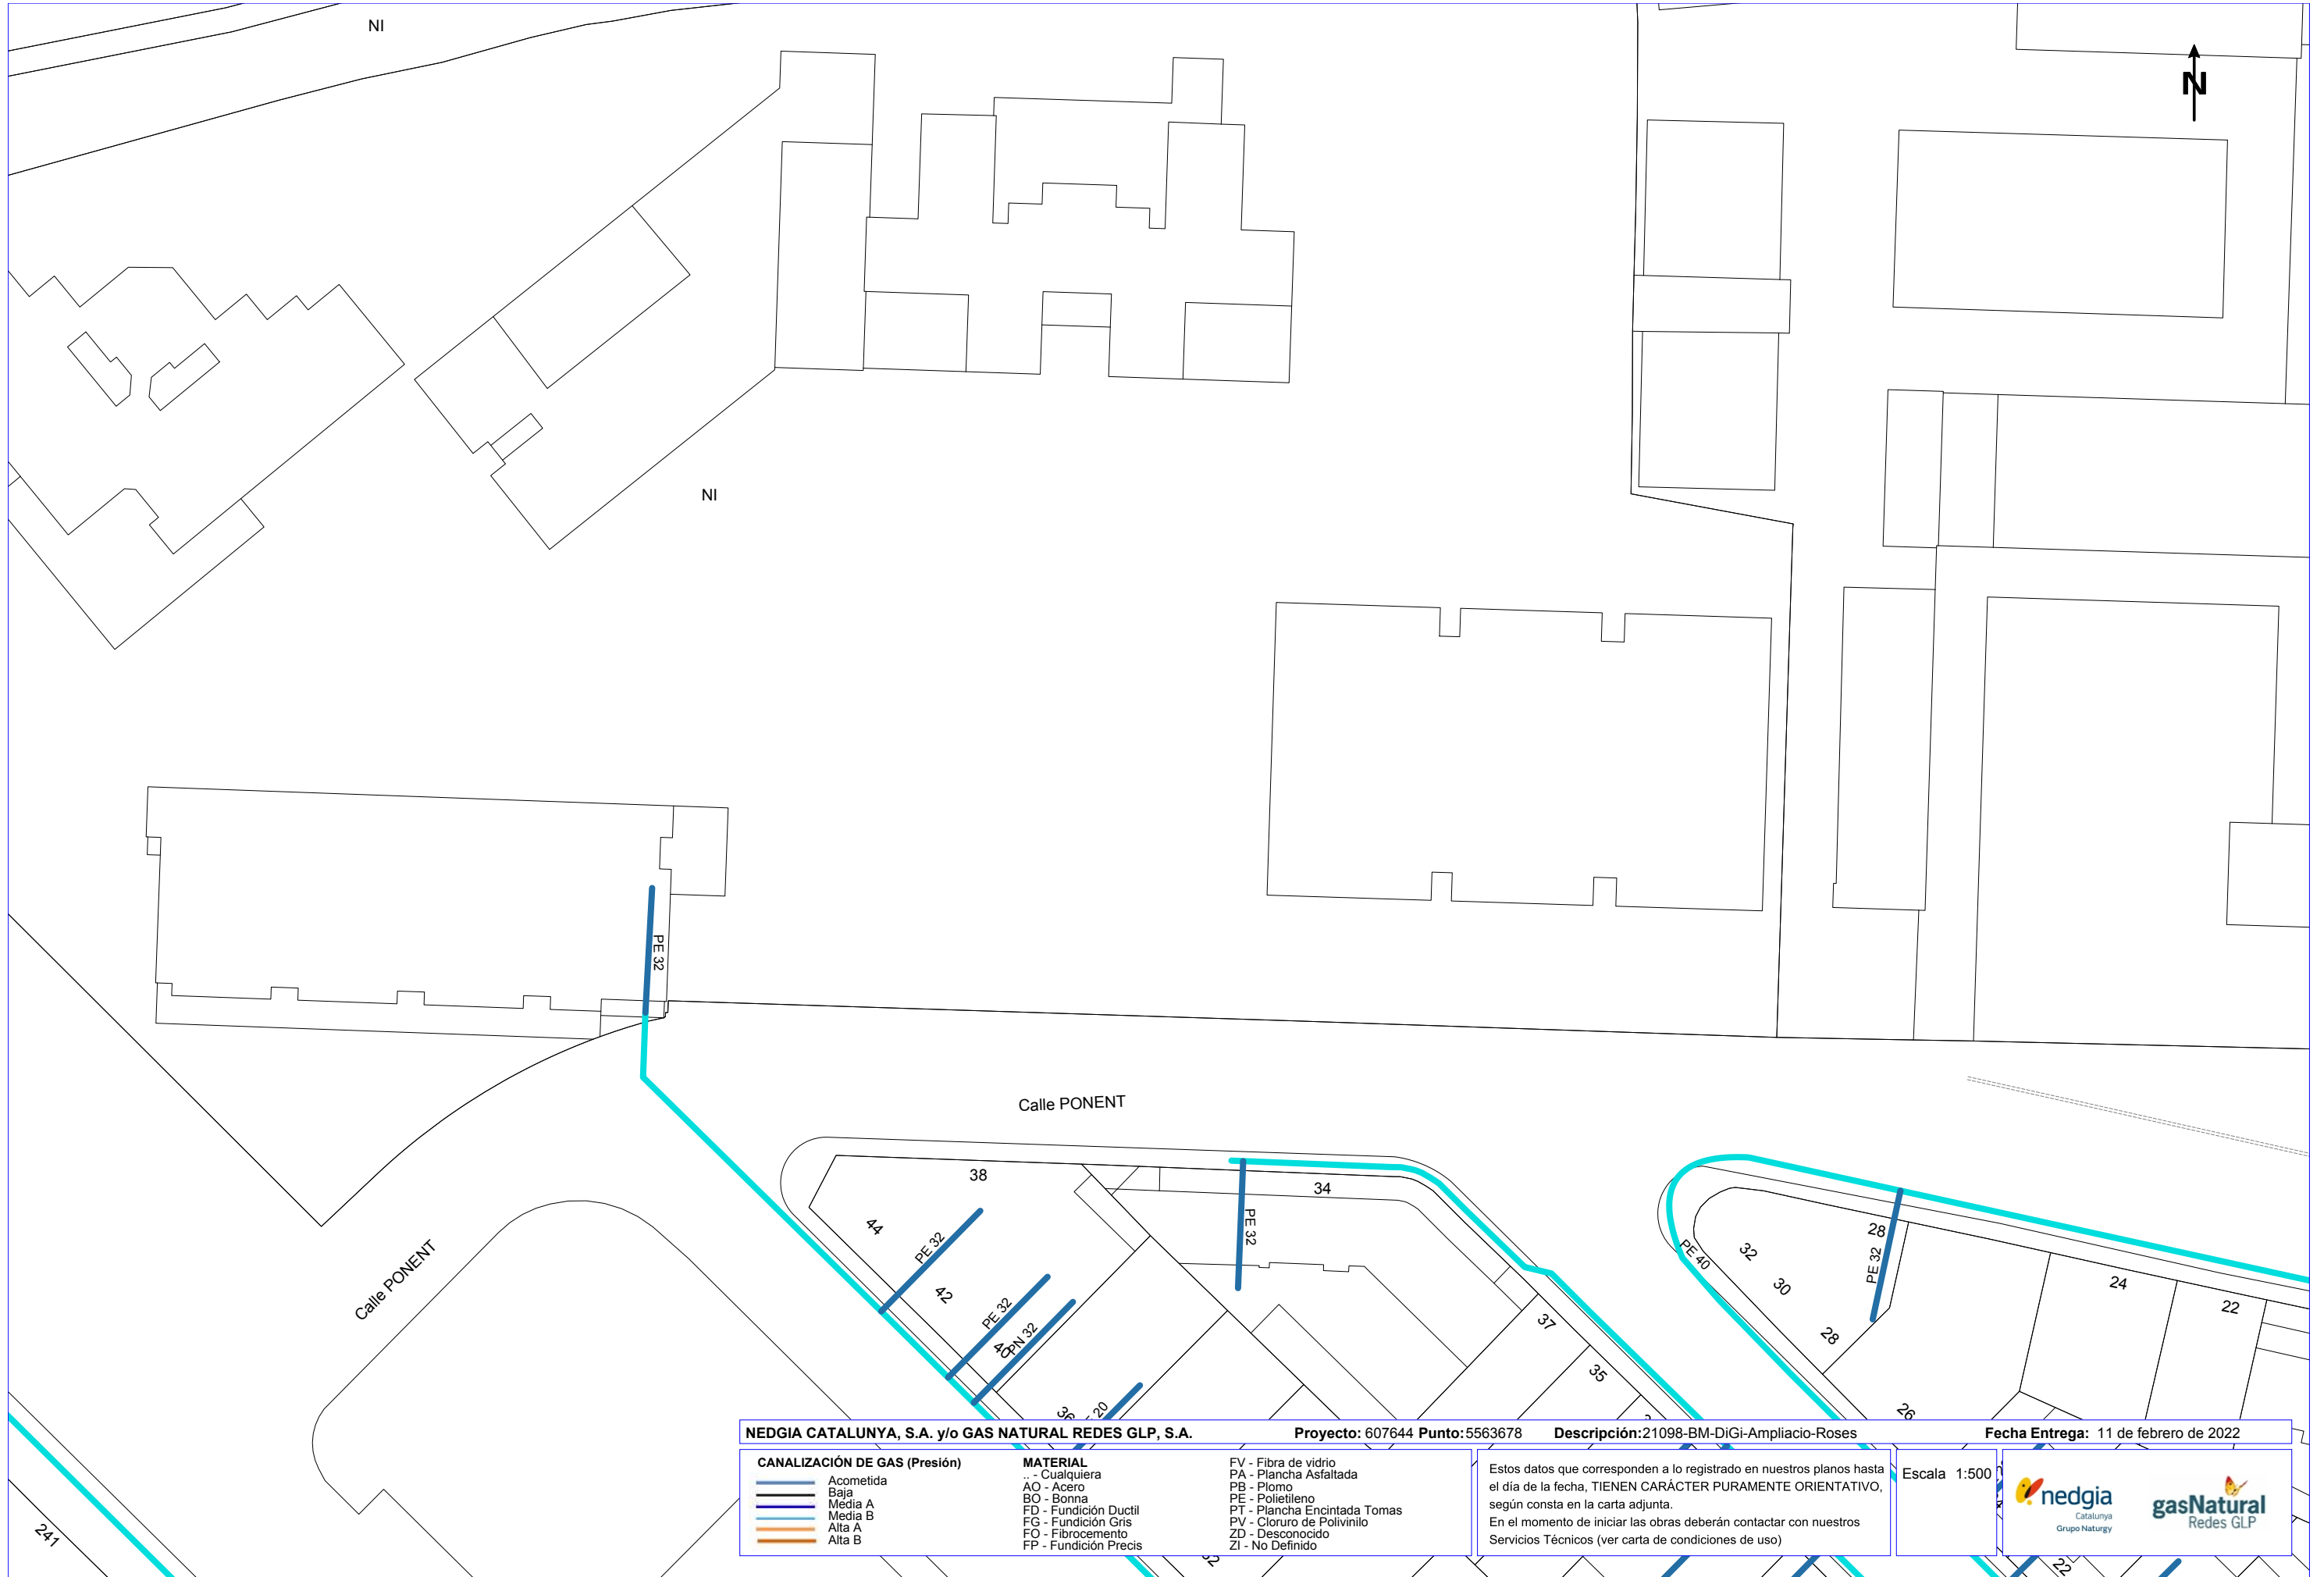 NI
N
NI
PE 32
Calle PONENT
Calle PONENT
38
34
44
PE 32
PE 32
42
PE 32
40
PN 32
36
20
37
35
PE 40
32
30
28
28
PE 32
24
22
26
241
32
22
NEDGIA CATALUNYA, S.A. y/o GAS NATURAL REDES GLP, S.A. Proyecto: 607644 Punto:5563678 Descripción:21098-BM-DiGi-Ampliacio-Roses Fecha Entrega: 11 de febrero de 2022
CANALIZACIÓN DE GAS (Presión)
Acometida
Baja
Media A
Media B
Alta A
Alta B
MATERIAL
.. - Cualquiera
AO - Acero
BO - Bonna
FD - Fundición Ductil
FG - Fundición Gris
FO - Fibrocemento
FP - Fundición Precis
FV - Fibra de vidrio
PA - Plancha Asfaltada
PB - Plomo
PE - Polietileno
PT - Plancha Encintada Tomas
PV - Cloruro de Polivinilo
ZD - Desconocido
ZI - No Definido
Estos datos que corresponden a lo registrado en nuestros planos hasta
el día de la fecha, TIENEN CARÁCTER PURAMENTE ORIENTATIVO,
según consta en la carta adjunta.
En el momento de iniciar las obras deberán contactar con nuestros
Servicios Técnicos (ver carta de condiciones de uso)
Escala 1:500
nedgia
Catalunya
Grupo Naturgy
gasNatural
Redes GLP